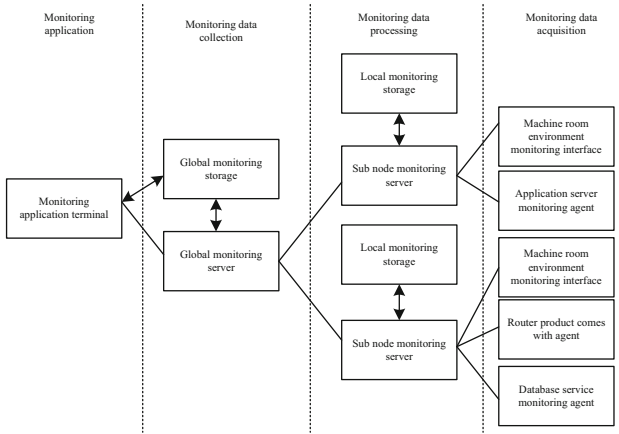 Monitoring
application
Monitoring data
collection
Monitoring data
processing
Monitoring data
acquisition
Monitoring
application terminal
Global monitoring
storage
Global monitoring
server
Local monitoring
storage
Sub node monitoring
server
Local monitoring
storage
Sub node monitoring
server
Machine room
environment
monitoring interface
Application server
monitoring agent
Machine room
environment
monitoring interface
Router product comes
with agent
Database service
monitoring agent